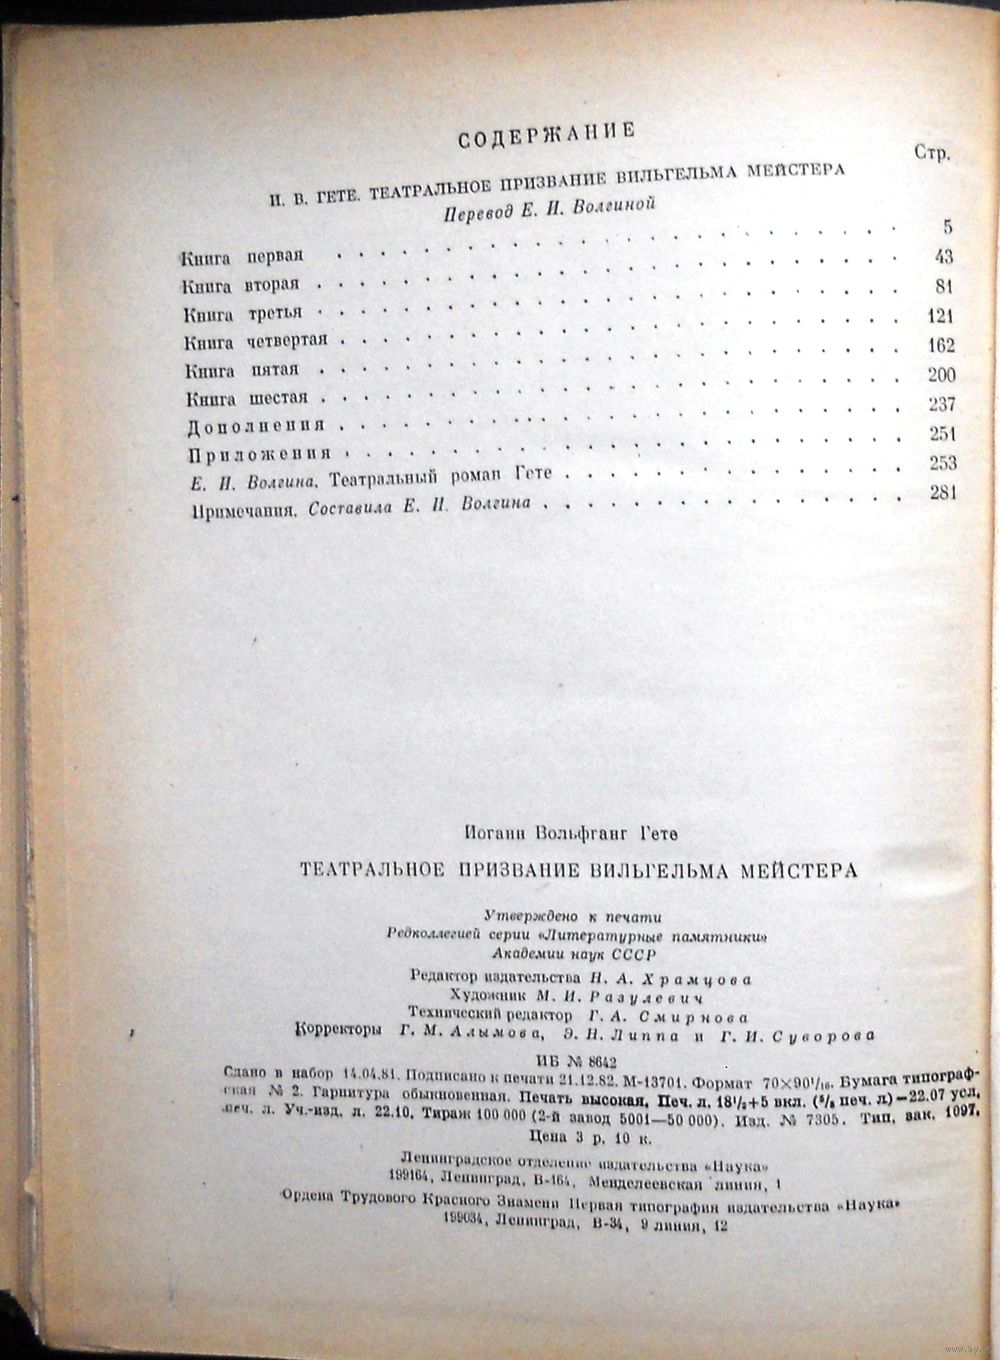 СОДЕРЖАНИЕ
Стр.
И. В. ГЕТЕ. ТЕАТРАЛЬНОЕ ПРИЗВАНИЕ ВИЛЬГЕЛЬМА МЕЙСТЕРА
Перевод Е. И. Волгиной
Книга первая . . . . . . . . . . . . . . . . . . . . . 5
Книга вторая . . . . . . . . . . . . . . . . . . . . . 43
Книга третья . . . . . . . . . . . . . . . . . . . . . 81
Книга четвертая . . . . . . . . . . . . . . . . . . . . 121
Книга пятая . . . . . . . . . . . . . . . . . . . . . 162
Книга шестая . . . . . . . . . . . . . . . . . . . . . 200
Дополнения . . . . . . . . . . . . . . . . . . . . . 237
Приложения . . . . . . . . . . . . . . . . . . . . . 251
Е. И. Волгина. Театральный роман Гете . . . . . . . . . . . . 253
Примечания. Составила Е. И. Волгина . . . . . . . . . . . . . 281
Иоганн Вольфганг Гете
ТЕАТРАЛЬНОЕ ПРИЗВАНИЕ ВИЛЬГЕЛЬМА МЕЙСТЕРА
Утверждено к печати
Редколлегией серии «Литературные памятники»
Академии наук СССР
Редактор издательства Н. А. Храмцова
Художник М. И. Разулевич
Технический редактор Г. А. Смирнова
Корректоры Г. М. Алымова, Э. Н. Липпа и Г. И. Суворова
ИБ № 8642
Сдано в набор 14.04.81. Подписано к печати 21.12.82. М-13701. Формат 70×90¹/₁₆. Бумага типограф-
ская № 2. Гарнитура обыкновенная. Печать высокая. Печ. л. 18¹/₂+5 вкл. (⁵/₈ печ. л.)=22.07 усл.
печ. л. Уч.-изд. л. 22.10. Тираж 100 000 (2-й завод 5001—50 000). Изд. № 7305. Тип. зак. 1097.
Цена 3 р. 10 к.
Ленинградское отделение издательства «Наука»
199164, Ленинград, В-164, Менделеевская линия, 1
Ордена Трудового Красного Знамени Первая типография издательства «Наука»
199034, Ленинград, В-34, 9 линия, 12